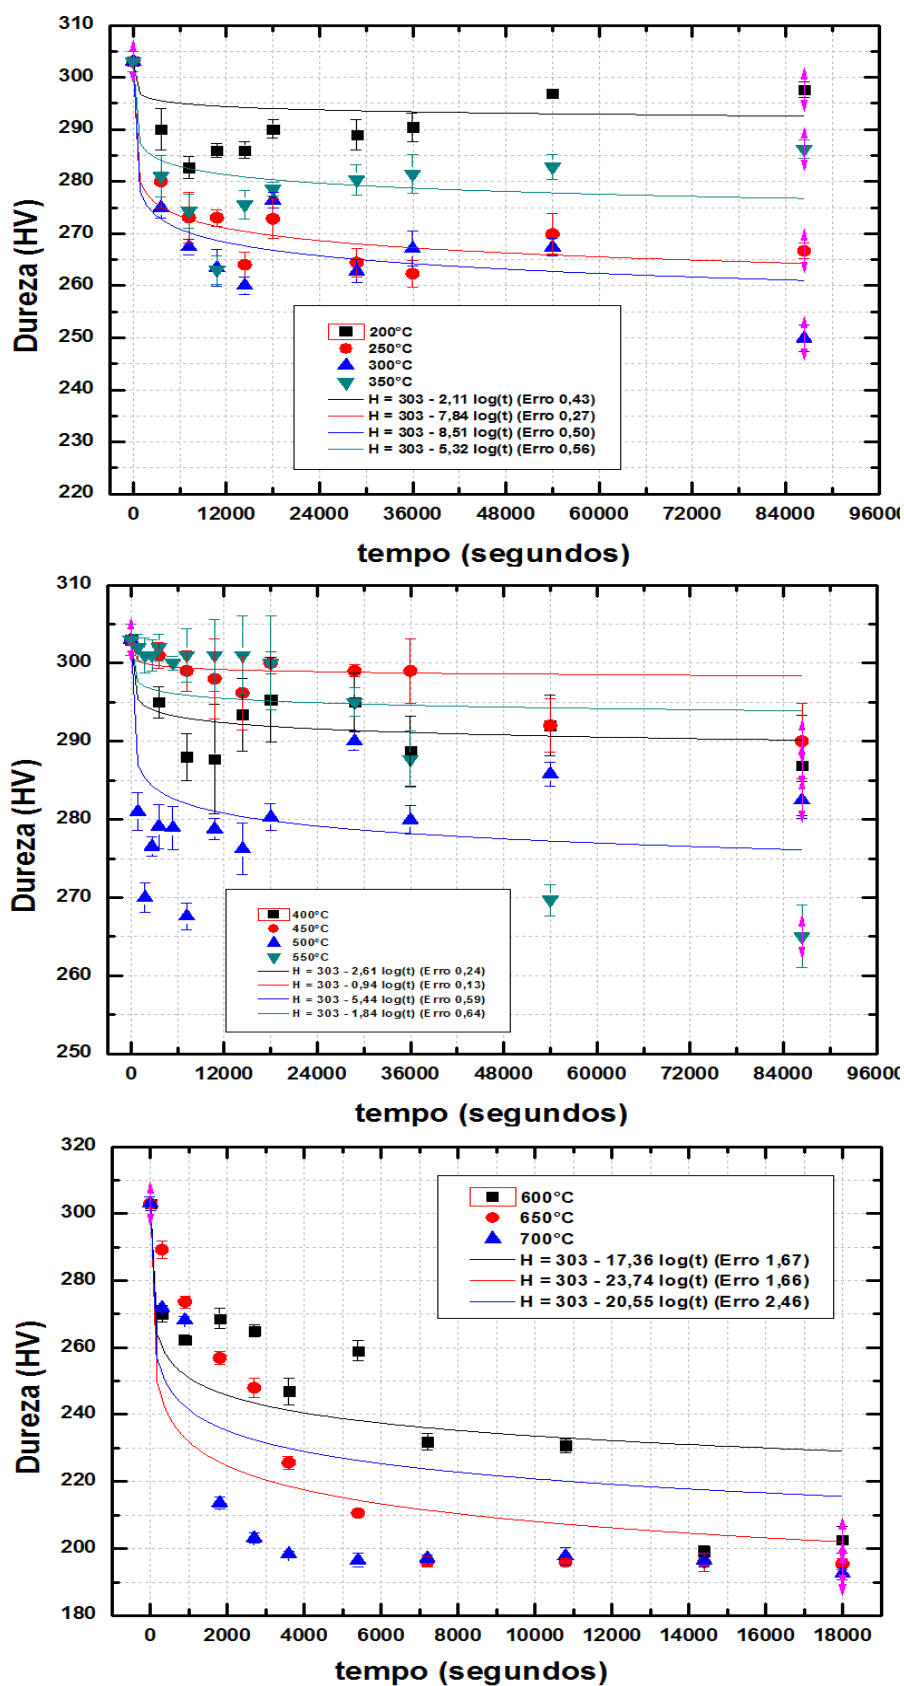 310
300
290
280
270
260
250
240
230
220
Dureza (HV)
200°C
250°C
300°C
350°C
H = 303 - 2,11 log(t) (Erro 0,43)
H = 303 - 7,84 log(t) (Erro 0,27)
H = 303 - 8,51 log(t) (Erro 0,50)
H = 303 - 5,32 log(t) (Erro 0,56)
0 12000 24000 36000 48000 60000 72000 84000 96000
tempo (segundos)
310
300
290
280
270
260
250
Dureza (HV)
400°C
450°C
500°C
550°C
H = 303 - 2,61 log(t) (Erro 0,24)
H = 303 - 0,94 log(t) (Erro 0,13)
H = 303 - 5,44 log(t) (Erro 0,59)
H = 303 - 1,84 log(t) (Erro 0,64)
0 12000 24000 36000 48000 60000 72000 84000 96000
tempo (segundos)
320
300
280
260
240
220
200
180
Dureza (HV)
600°C
650°C
700°C
H = 303 - 17,36 log(t) (Erro 1,67)
H = 303 - 23,74 log(t) (Erro 1,66)
H = 303 - 20,55 log(t) (Erro 2,46)
0 2000 4000 6000 8000 10000 12000 14000 16000 18000
tempo (segundos)